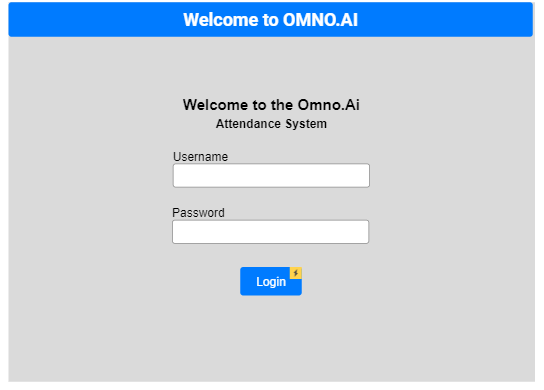 Welcome to OMNO.AI
Welcome to the Omno.Ai
Attendance System
Username
Password
Login